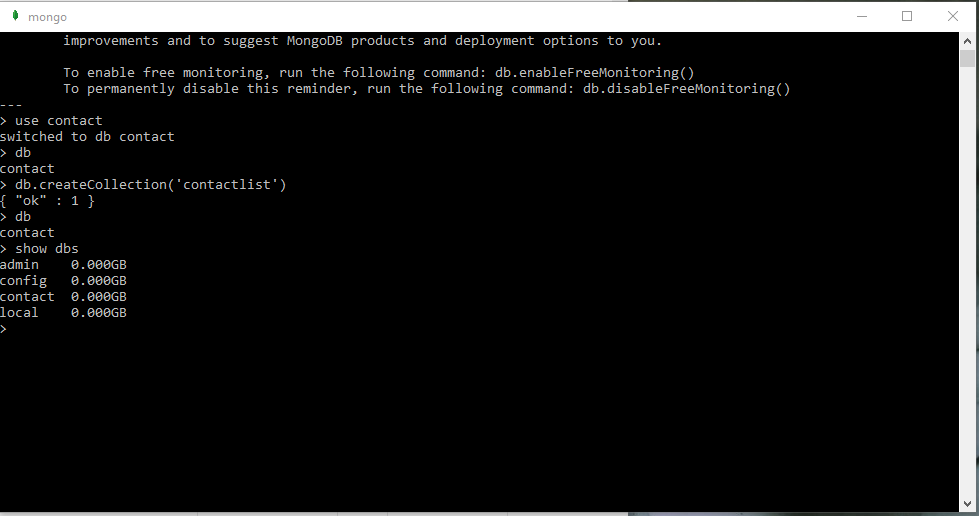 mongo
improvements and to suggest MongoDB products and deployment options to you.
To enable free monitoring, run the following command: db.enableFreeMonitoring()
To permanently disable this reminder, run the following command: db.disableFreeMonitoring()
---
> use contact
switched to db contact
> db
contact
> db.createCollection('contactlist')
{ "ok" : 1 }
> db
contact
> show dbs
admin    0.000GB
config   0.000GB
contact  0.000GB
local    0.000GB
>